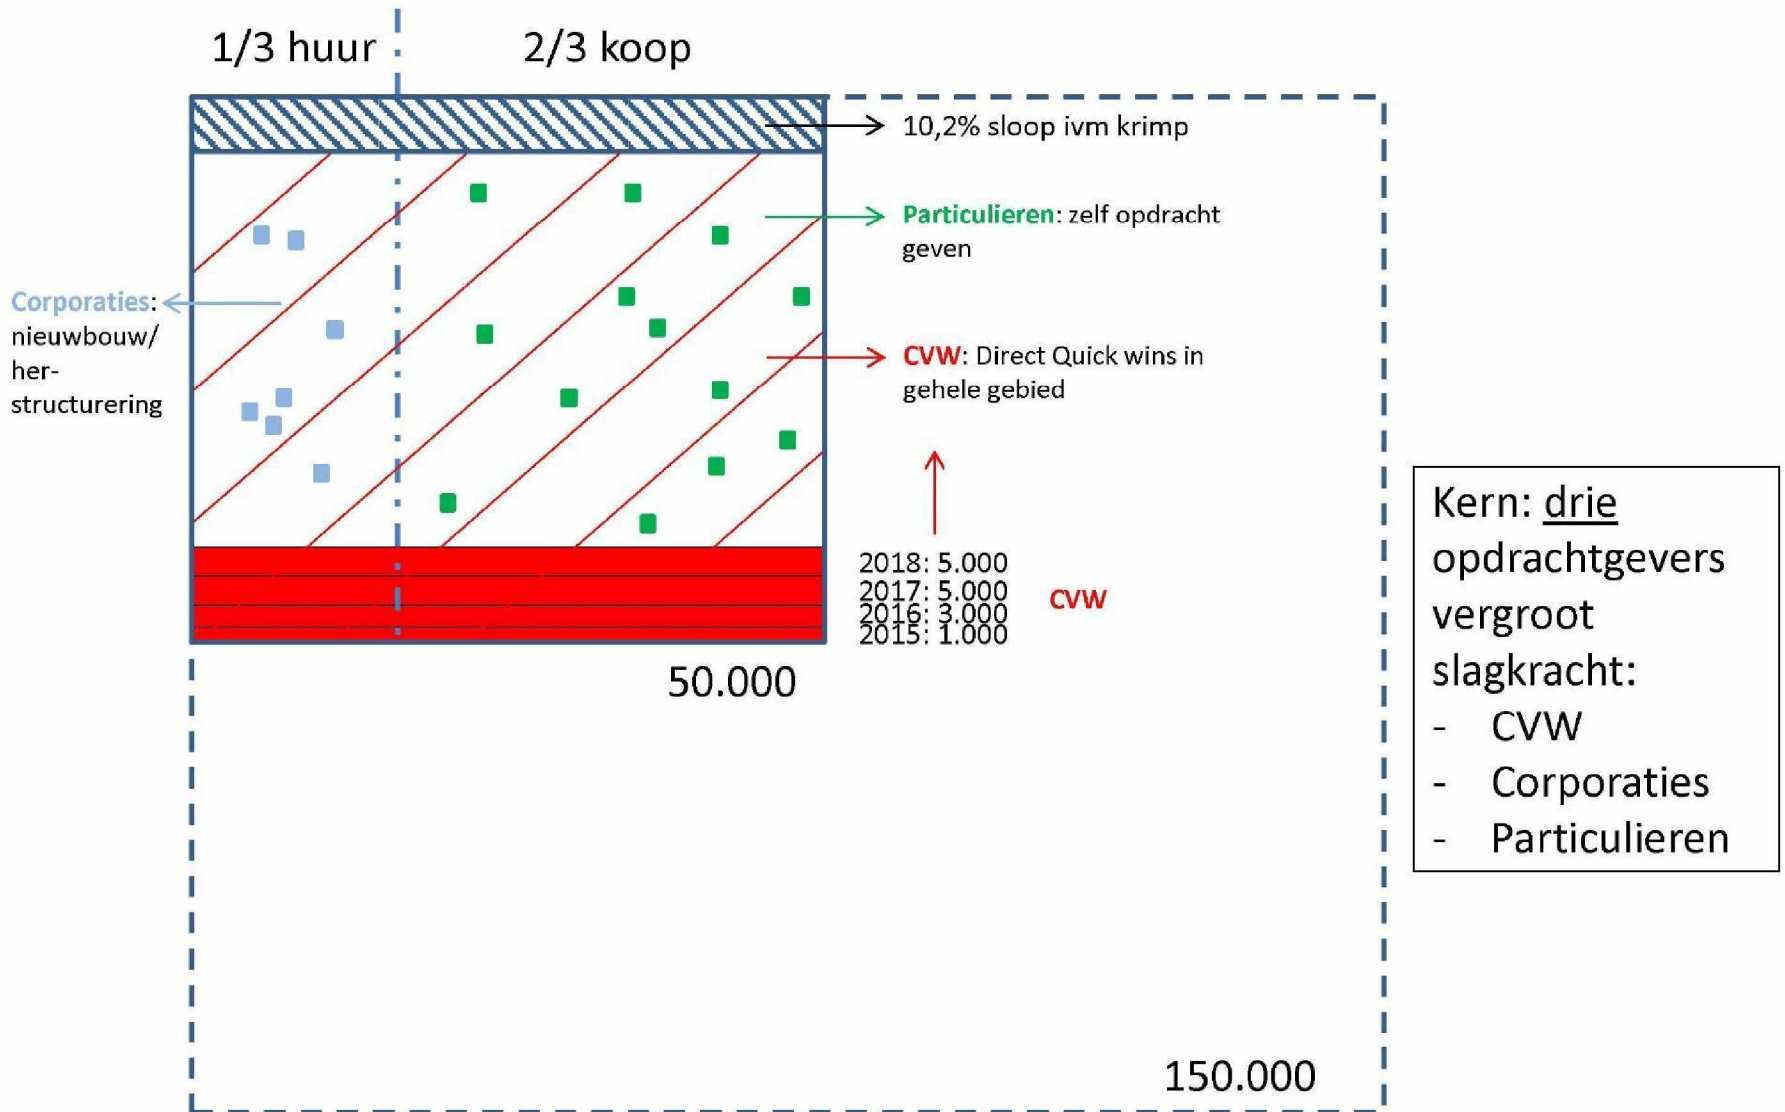 1/3 huur
2/3 koop
10,2% sloop ivm krimp
Particulieren: zelf opdracht
geven
Corporaties:
nieuwbouw/
her-
structurering
CVW: Direct Quick wins in
gehele gebied
2018: 5.000
2017: 5.000
2016: 3.000
2015: 1.000
CVW
50.000
150.000
Kern: drie
opdrachtgevers
vergroot
slagkracht:
- CVW
- Corporaties
- Particulieren